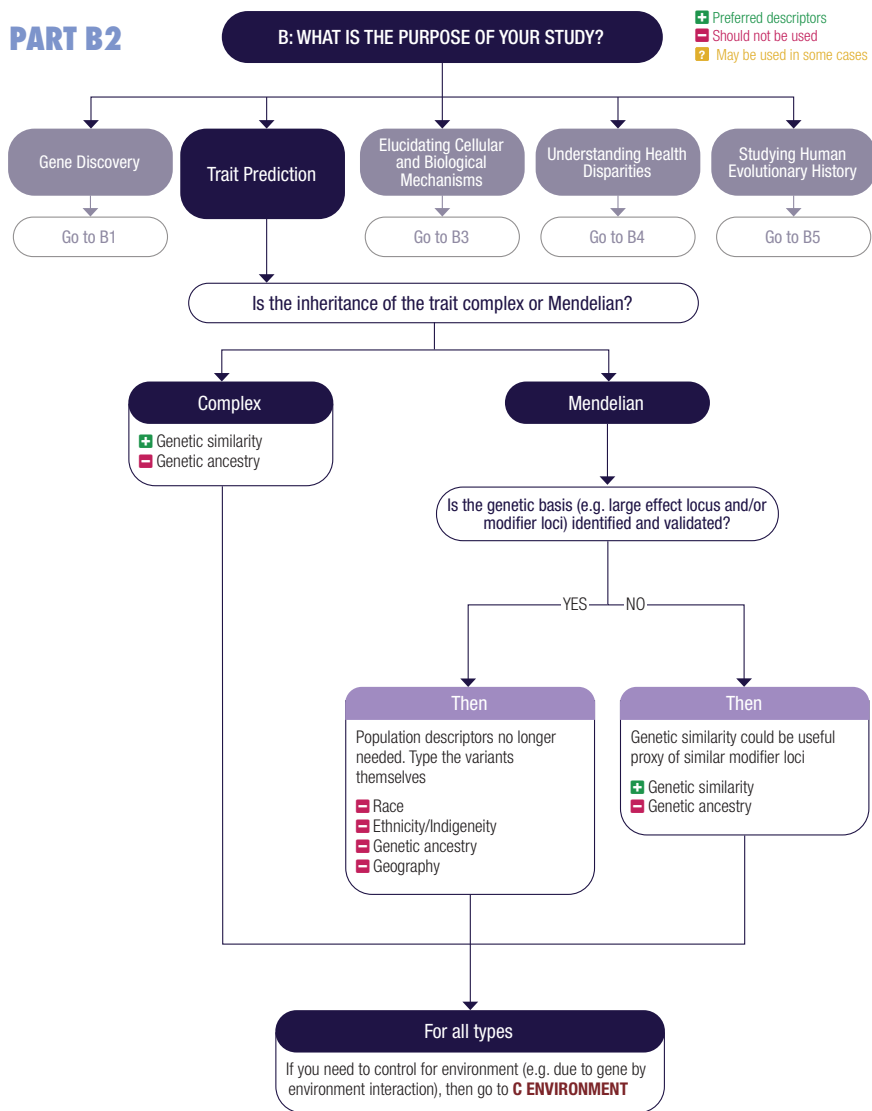 PART B2
B: WHAT IS THE PURPOSE OF YOUR STUDY?
+ Preferred descriptors
− Should not be used
? May be used in some cases
Gene Discovery
Trait Prediction
Elucidating Cellular
and Biological
Mechanisms
Understanding Health
Disparities
Studying Human
Evolutionary History
Go to B1
Go to B3
Go to B4
Go to B5
Is the inheritance of the trait complex or Mendelian?
Complex
+ Genetic similarity
− Genetic ancestry
Mendelian
Is the genetic basis (e.g. large effect locus and/or
modifier loci) identified and validated?
YES
NO
Then
Population descriptors no longer
needed. Type the variants
themselves
− Race
− Ethnicity/Indigeneity
− Genetic ancestry
− Geography
Then
Genetic similarity could be useful
proxy of similar modifier loci
+ Genetic similarity
− Genetic ancestry
For all types
If you need to control for environment (e.g. due to gene by
environment interaction), then go to C ENVIRONMENT